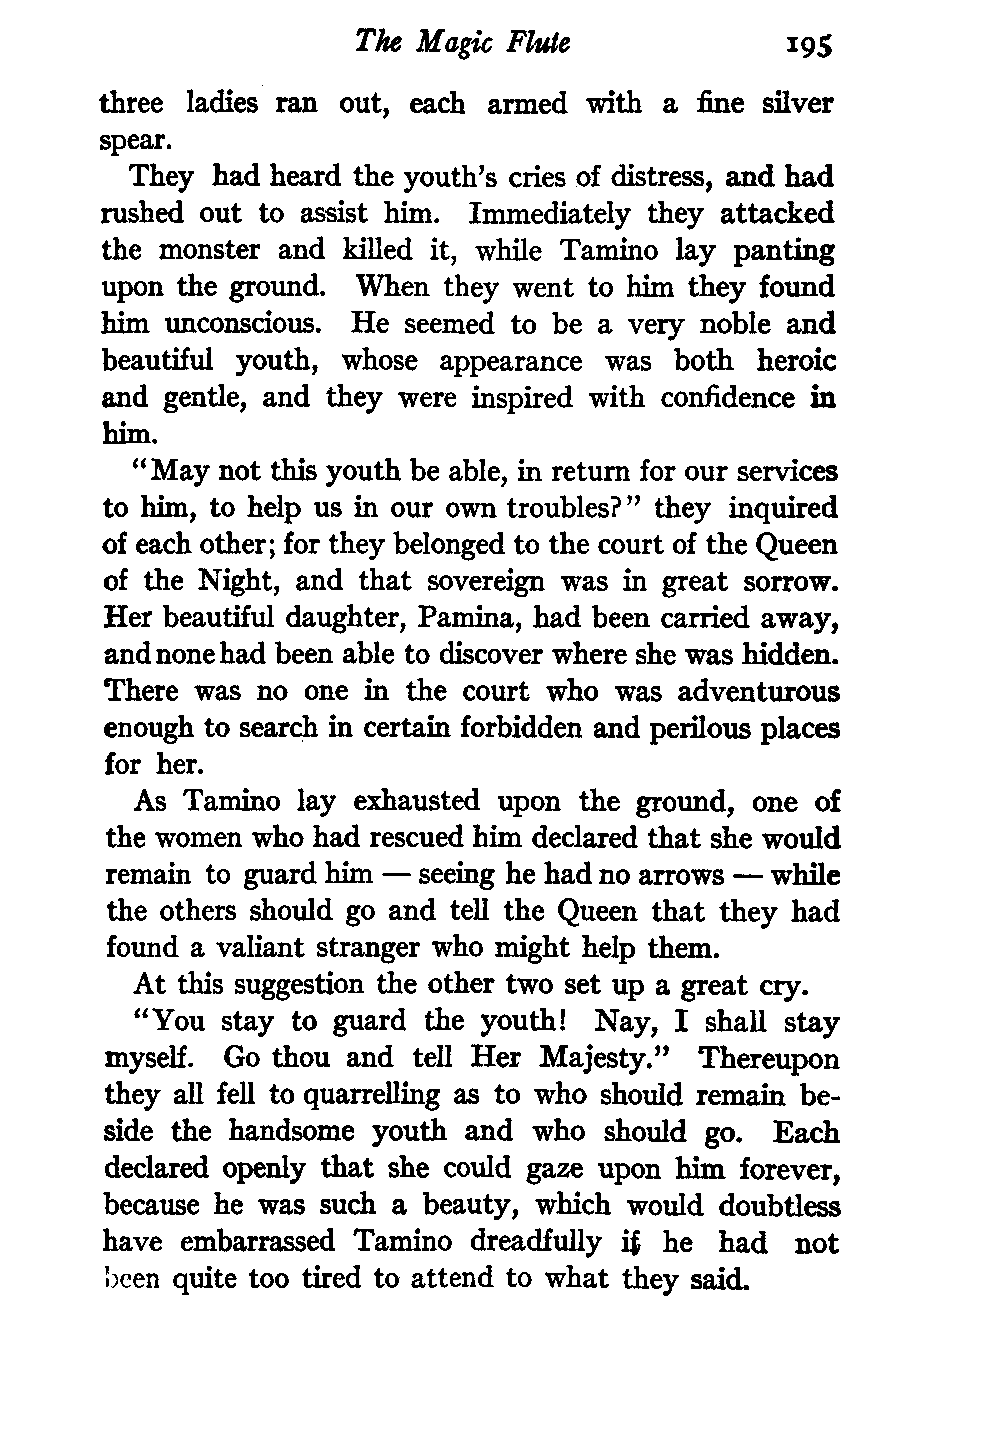 The Magic Flute 195
three ladies ran out, each armed with a fine silver
spear.
They had heard the youth's cries of distress, and had
rushed out to assist him. Immediately they attacked
the monster and killed it, while Tamino lay panting
upon the ground. When they went to him they found
him unconscious. He seemed to be a very noble and
beautiful youth, whose appearance was both heroic
and gentle, and they were inspired with confidence in
him.
"May not this youth be able, in return for our services
to him, to help us in our own troubles?" they inquired
of each other; for they belonged to the court of the Queen
of the Night, and that sovereign was in great sorrow.
Her beautiful daughter, Pamina, had been carried away,
and none had been able to discover where she was hidden.
There was no one in the court who was adventurous
enough to search in certain forbidden and perilous places
for her.
As Tamino lay exhausted upon the ground, one of
the women who had rescued him declared that she would
remain to guard him — seeing he had no arrows — while
the others should go and tell the Queen that they had
found a valiant stranger who might help them.
At this suggestion the other two set up a great cry.
"You stay to guard the youth! Nay, I shall stay
myself. Go thou and tell Her Majesty." Thereupon
they all fell to quarrelling as to who should remain be-
side the handsome youth and who should go. Each
declared openly that she could gaze upon him forever,
because he was such a beauty, which would doubtless
have embarrassed Tamino dreadfully if he had not
been quite too tired to attend to what they said.